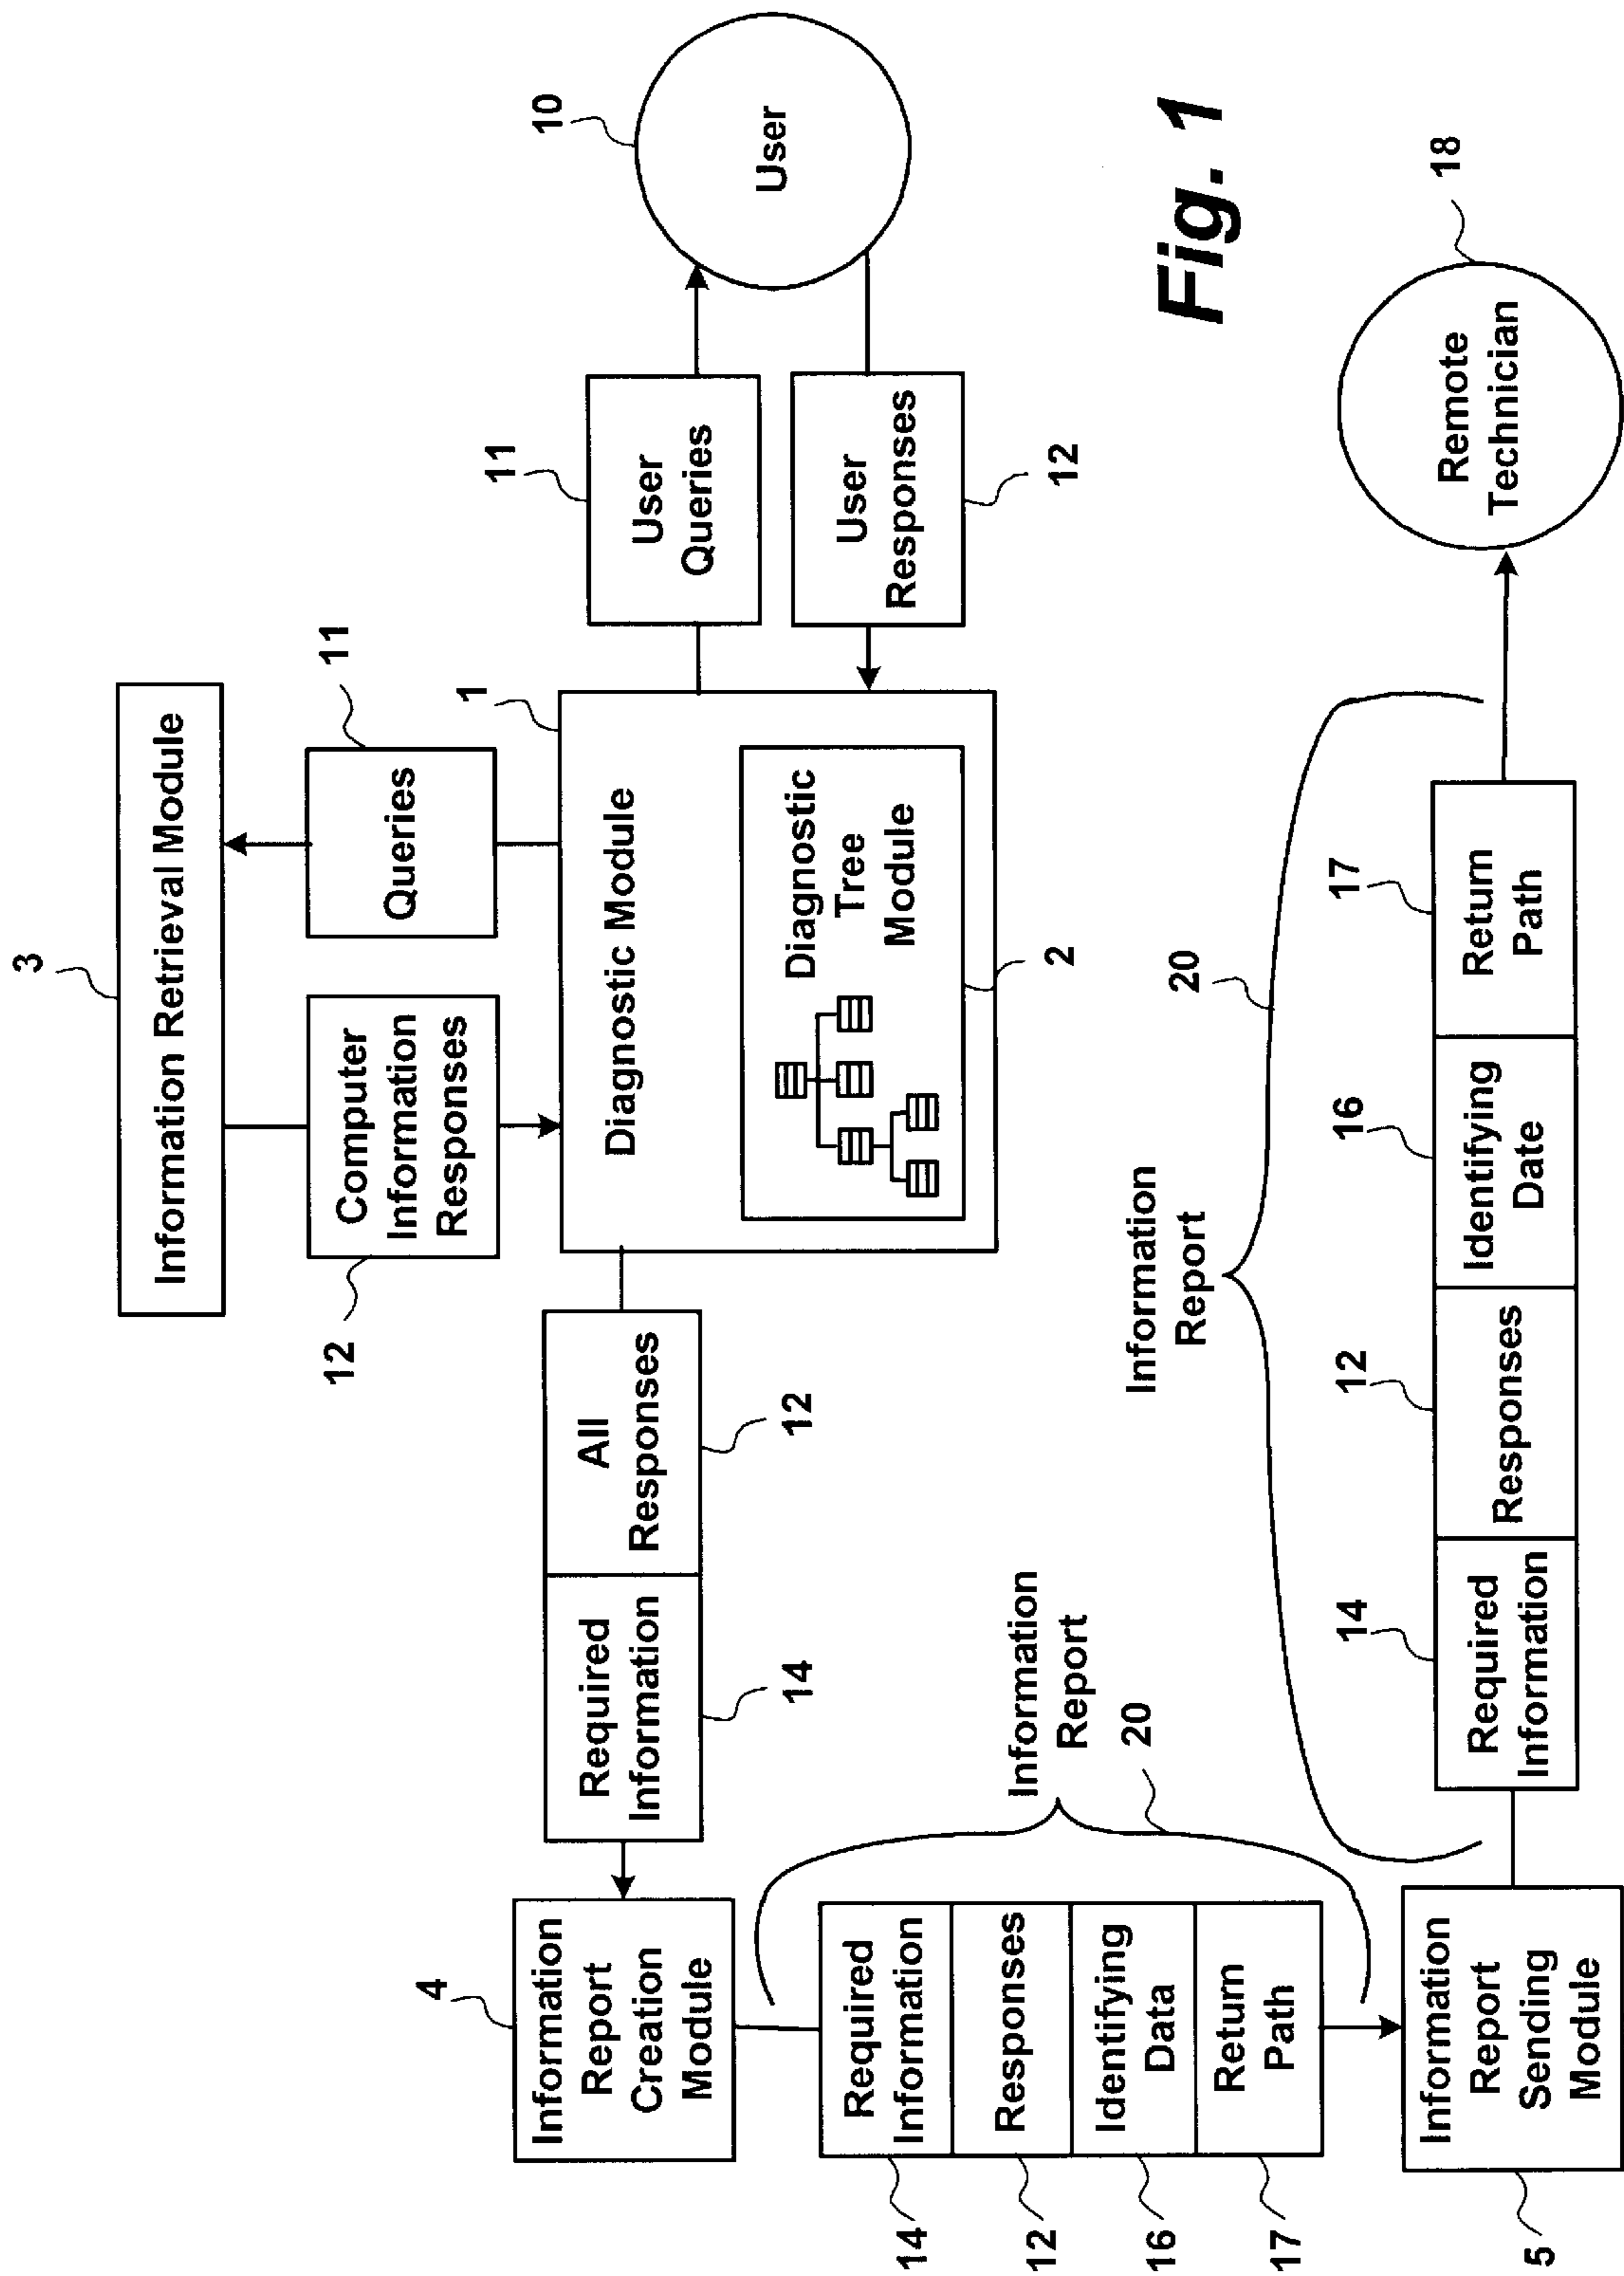 3
Information Retrieval Module
12
Computer
Information
Responses
11
Queries
1
Diagnostic Module
Diagnostic
Tree
Module
2
11
User
Queries
User
Responses
12
10
User
All
Responses
12
Required
Information
14
4
Information
Report
Creation
Module
Information
Report
20
Required
Information
Responses
Identifying
Data
Return
Path
14
12
16
17
5
Information
Report
Sending
Module
Information
Report
20
14
Required
Information
12
Responses
16
Identifying
Date
17
Return
Path
18
Remote
Technician
Fig. 1